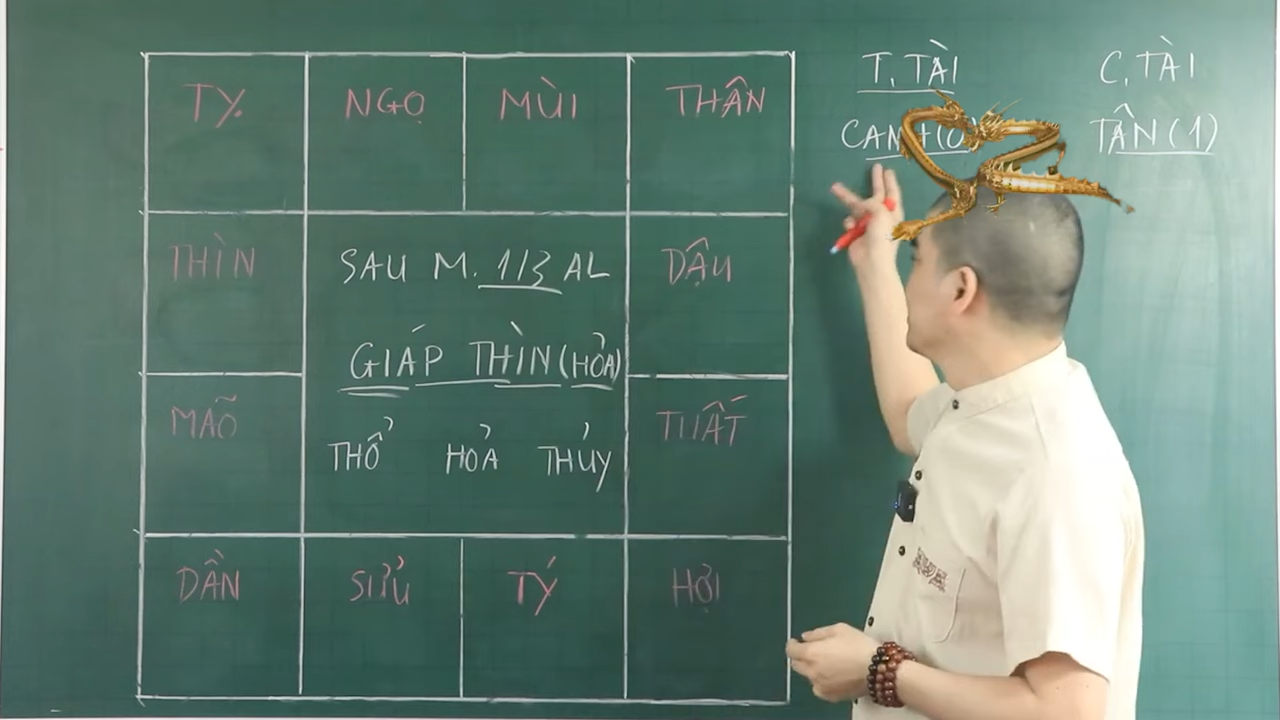 TỴ NGỌ MÙI THÂN
THÌN
DẬU
MÃO
TUẤT
DẦN SỬU TÝ HỢI
SAU M. 1/3 AL
GIÁP THÌN (HỎA)
THỔ HỎA THỦY
T, TÀI C, TÀI
TÂN (1)